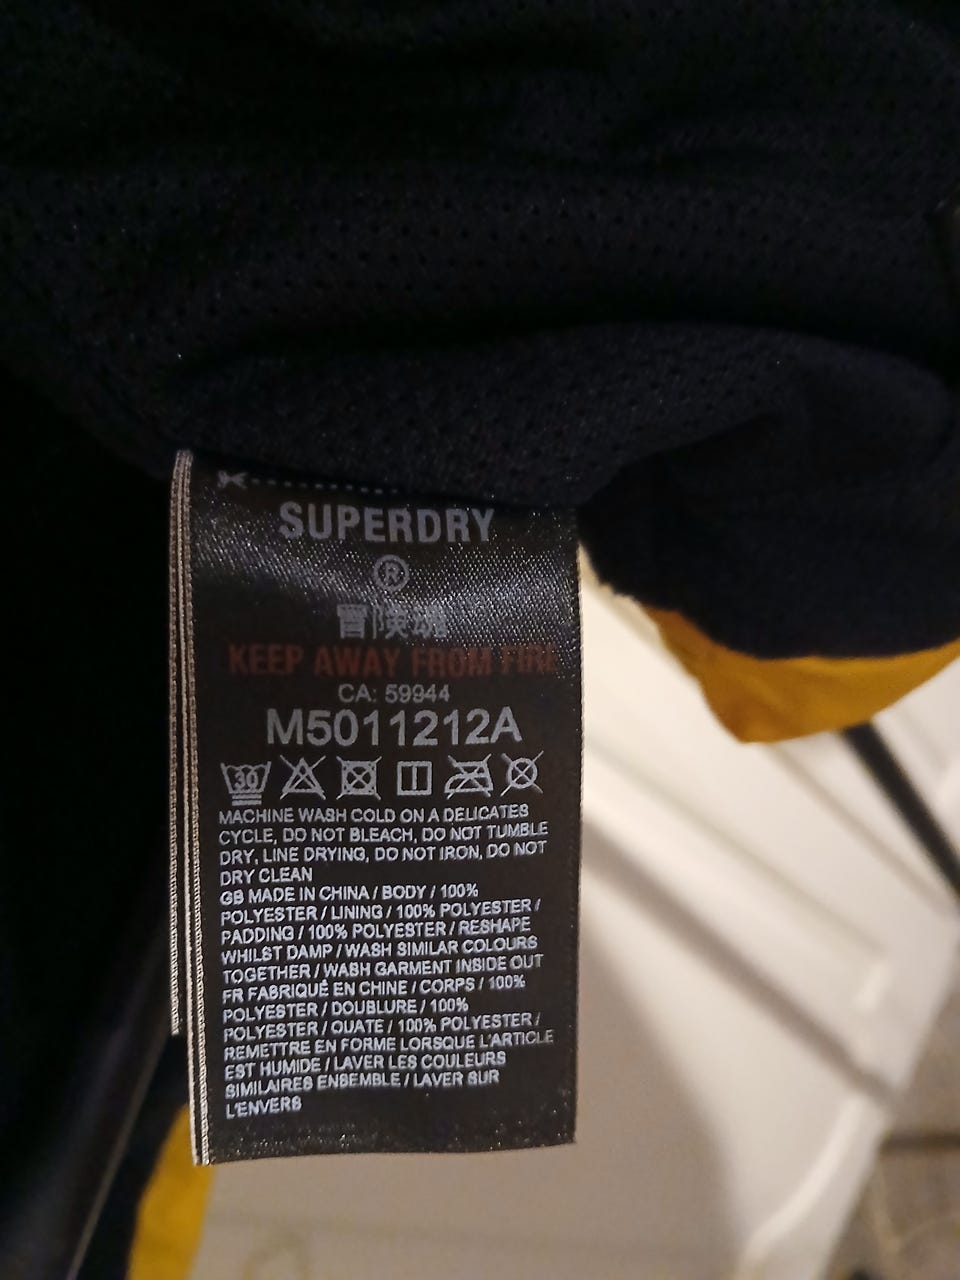 SUPERDRY
®
冒険魂
KEEP AWAY FROM FIRE
CA: 59944
M5011212A
30
MACHINE WASH COLD ON A DELICATES
CYCLE, DO NOT BLEACH, DO NOT TUMBLE
DRY, LINE DRYING, DO NOT IRON, DO NOT
DRY CLEAN
GB MADE IN CHINA / BODY / 100%
POLYESTER / LINING / 100% POLYESTER /
PADDING / 100% POLYESTER / RESHAPE
WHILST DAMP / WASH SIMILAR COLOURS
TOGETHER / WASH GARMENT INSIDE OUT
FR FABRIQUÉ EN CHINE / CORPS / 100%
POLYESTER / DOUBLURE / 100%
POLYESTER / OUATE / 100% POLYESTER /
REMETTRE EN FORME LORSQUE L'ARTICLE
EST HUMIDE / LAVER LES COULEURS
SIMILAIRES ENSEMBLE / LAVER SUR
L'ENVERS